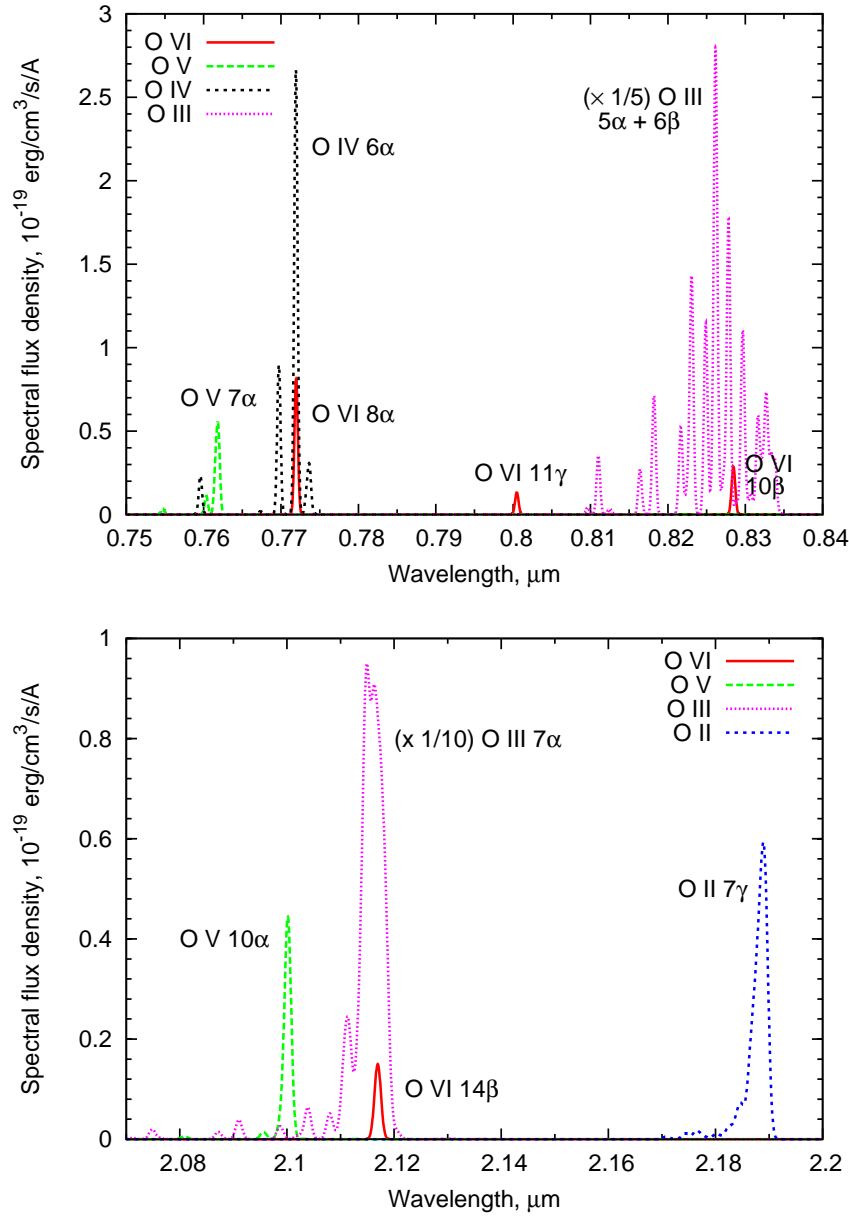 Spectral flux density, 10⁻¹⁹ erg/cm³/s/A
3
2.5
2
1.5
1
0.5
0
O VI
O V
O IV
O III
O IV 6α
(× 1/5) O III
5α + 6β
O V 7α
O VI 8α
O VI 11γ
O VI
10β
0.75 0.76 0.77 0.78 0.79 0.8 0.81 0.82 0.83 0.84
Wavelength, μm
Spectral flux density, 10⁻¹⁹ erg/cm³/s/A
1
0.8
0.6
0.4
0.2
0
O VI
O V
O III
O II
(x 1/10) O III 7α
O II 7γ
O V 10α
O VI 14β
2.08 2.1 2.12 2.14 2.16 2.18 2.2
Wavelength, μm